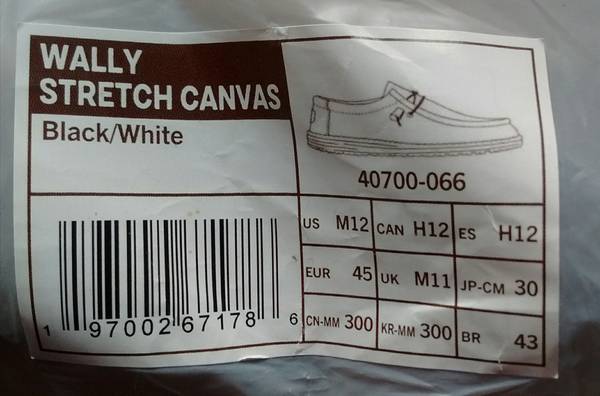 WALLY
STRETCH CANVAS
Black/White
40700-066
US M12 CAN H12 ES H12
EUR 45 UK M11 JP-CM 30
CN-MM 300 KR-MM 300 BR 43
1 97002 67178 6